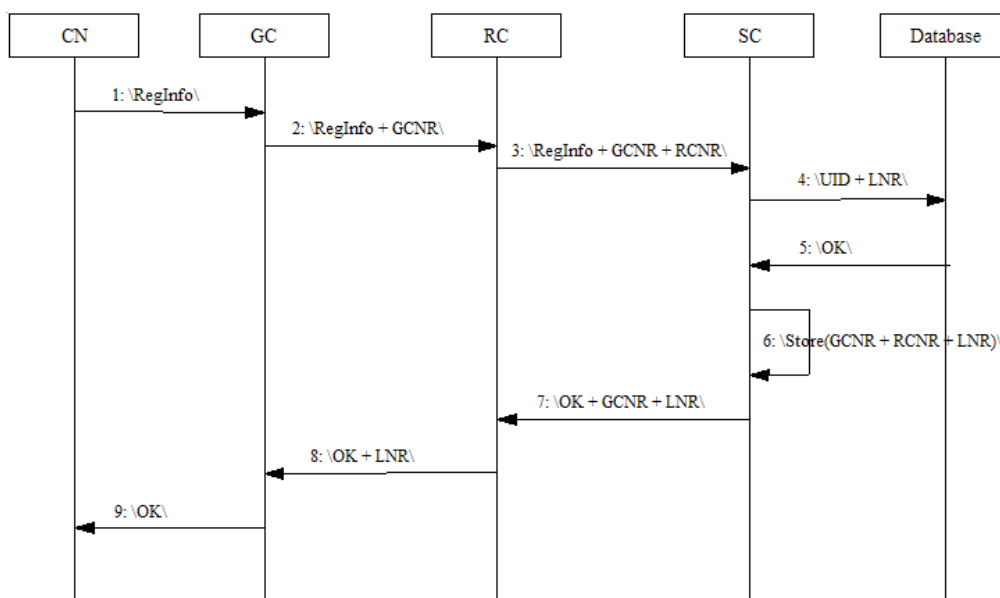 CN GC RC SC Database
1: \RegInfo\
2: \RegInfo + GCNR\
3: \RegInfo + GCNR + RCNR\
4: \UID + LNR\
5: \OK\
6: \Store(GCNR + RCNR + LNR)\
7: \OK + GCNR + LNR\
8: \OK + LNR\
9: \OK\